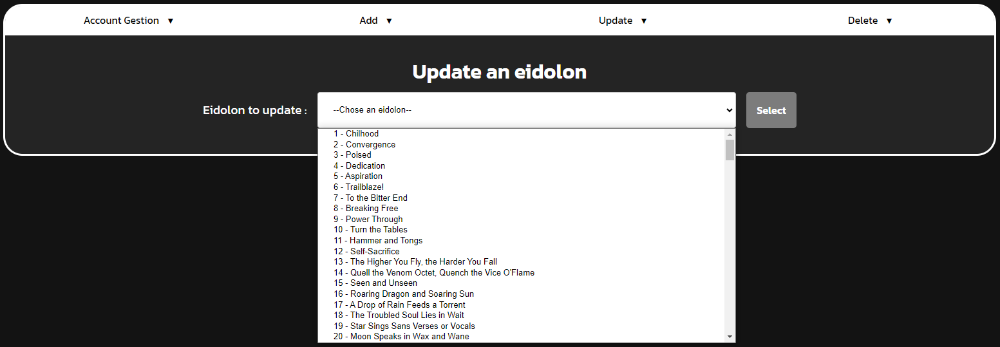 Account Gestion ▼ Add ▼ Update ▼ Delete ▼
Update an eidolon
Eidolon to update : --Chose an eidolon-- Select
1 - Chilhood
2 - Convergence
3 - Poised
4 - Dedication
5 - Aspiration
6 - Trailblaze!
7 - To the Bitter End
8 - Breaking Free
9 - Power Through
10 - Turn the Tables
11 - Hammer and Tongs
12 - Self-Sacrifice
13 - The Higher You Fly, the Harder You Fall
14 - Quell the Venom Octet, Quench the Vice O'Flame
15 - Seen and Unseen
16 - Roaring Dragon and Soaring Sun
17 - A Drop of Rain Feeds a Torrent
18 - The Troubled Soul Lies in Wait
19 - Star Sings Sans Verses or Vocals
20 - Moon Speaks in Wax and Wane